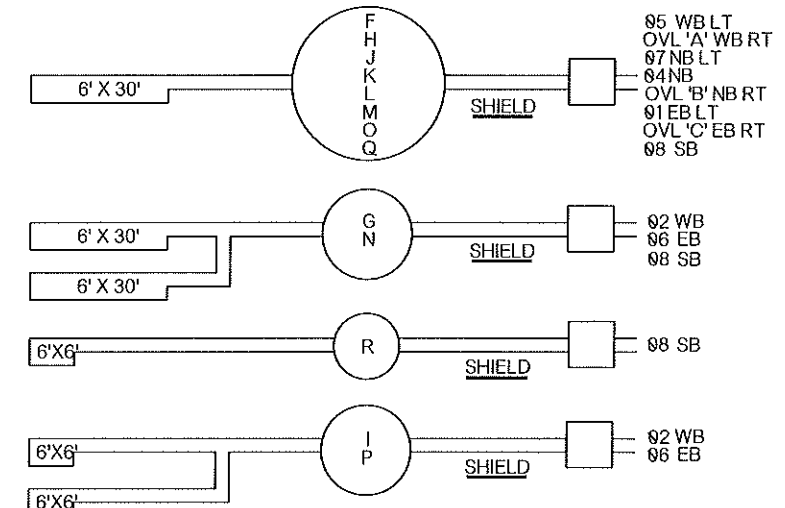 F
H
J
K
L
M
O
Q
6' X 30'
SHIELD
Ø5 WB LT
OVL 'A' WB RT
Ø7 NB LT
Ø4 NB
OVL 'B' NB RT
Ø1 EB LT
OVL 'C' EB RT
Ø8 SB
6' X 30'
6' X 30'
G
N
SHIELD
Ø2 WB
Ø6 EB
Ø8 SB
6'X6'
R
SHIELD
Ø8 SB
6'X6'
6'X6'
I
P
SHIELD
Ø2 WB
Ø6 EB